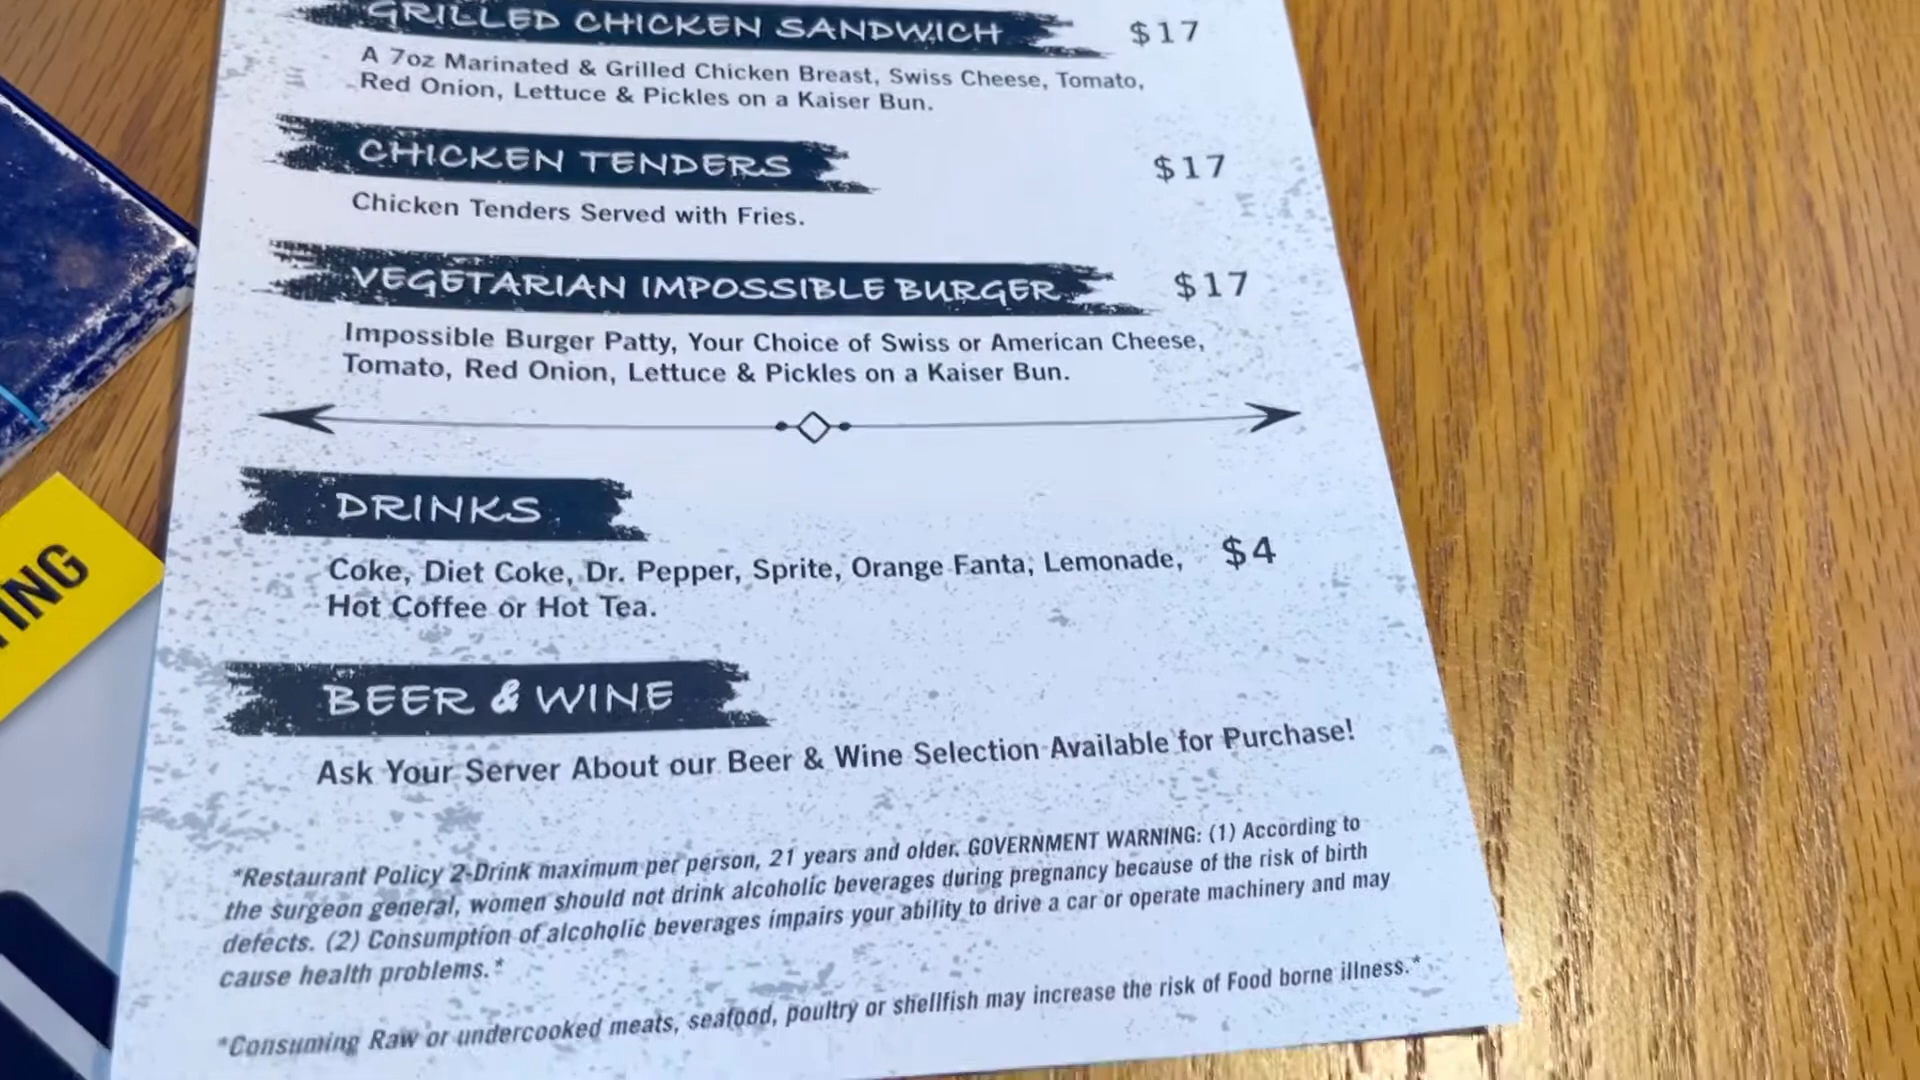 GRILLED CHICKEN SANDWICH $17
A 7oz Marinated & Grilled Chicken Breast, Swiss Cheese, Tomato,
Red Onion, Lettuce & Pickles on a Kaiser Bun.
CHICKEN TENDERS $17
Chicken Tenders Served with Fries.
VEGETARIAN IMPOSSIBLE BURGER $17
Impossible Burger Patty, Your Choice of Swiss or American Cheese,
Tomato, Red Onion, Lettuce & Pickles on a Kaiser Bun.
DRINKS
Coke, Diet Coke, Dr. Pepper, Sprite, Orange Fanta, Lemonade, $4
Hot Coffee or Hot Tea.
BEER & WINE
Ask Your Server About our Beer & Wine Selection Available for Purchase!
*Restaurant Policy 2-Drink maximum per person, 21 years and older. GOVERNMENT WARNING: (1) According to
the surgeon general, women should not drink alcoholic beverages during pregnancy because of the risk of birth
defects. (2) Consumption of alcoholic beverages impairs your ability to drive a car or operate machinery and may
cause health problems.*
*Consuming Raw or undercooked meats, seafood, poultry or shellfish may increase the risk of Food borne illness.*